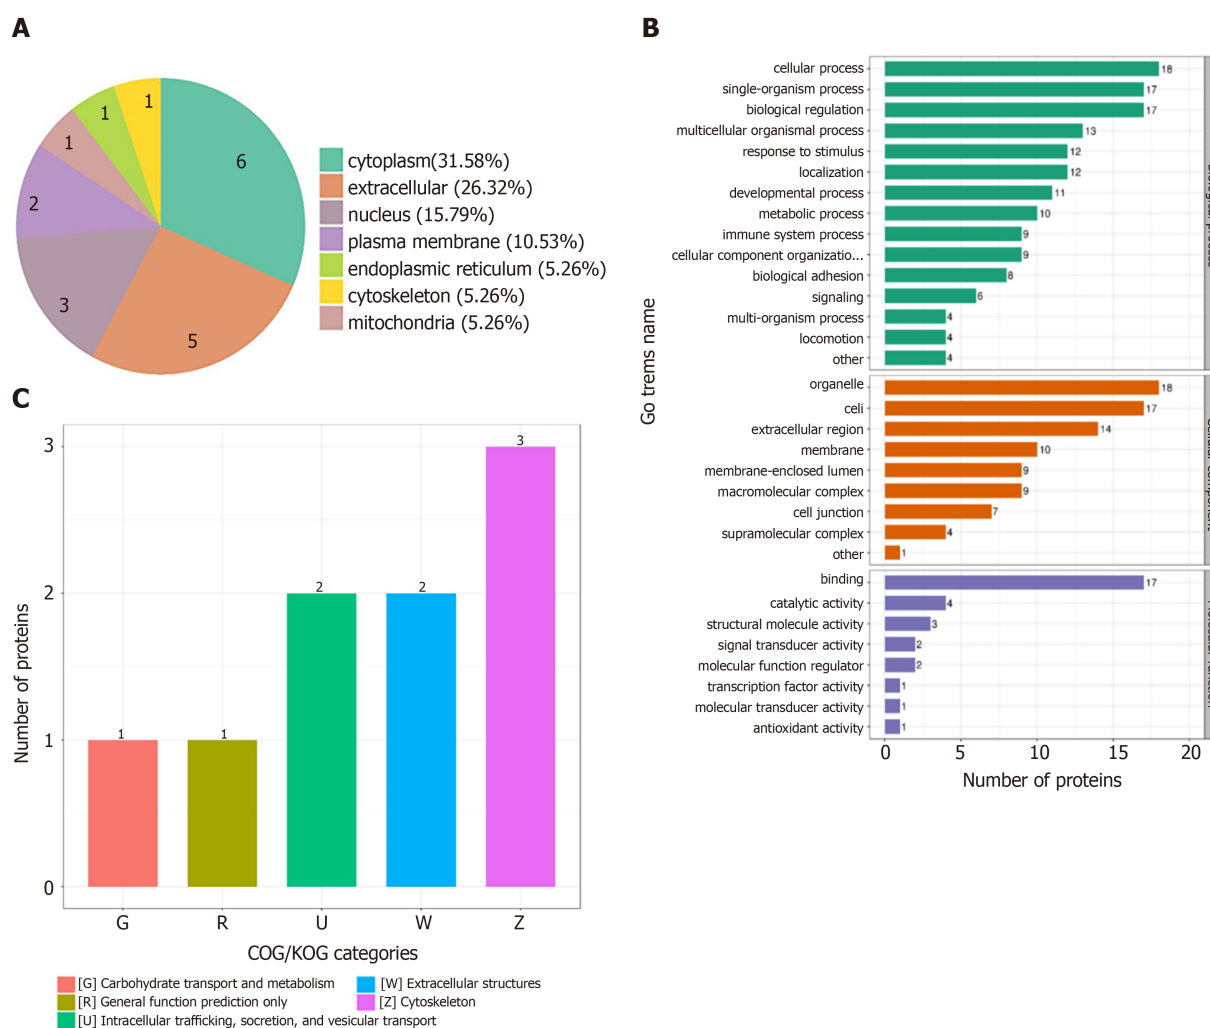 A
1
1
1
2
3
5
6
cytoplasm(31.58%)
extracellular (26.32%)
nucleus (15.79%)
plasma membrane (10.53%)
endoplasmic reticulum (5.26%)
cytoskeleton (5.26%)
mitochondria (5.26%)
B
Go trems name
cellular process 18
single-organism process 17
biological regulation 17
multicellular organismal process 13
response to stimulus 12
localization 12
developmental process 11
metabolic process 10
immune system process 9
cellular component organizatio... 9
biological adhesion 8
signaling 6
multi-organism process 4
locomotion 4
other 4
organelle 18
celi 17
extracellular region 14
membrane 10
membrane-enclosed lumen 9
macromolecular complex 9
cell junction 7
supramolecular complex 4
other 1
binding 17
catalytic activity 4
structural molecule activity 3
signal transducer activity 2
molecular function regulator 2
transcription factor activity 1
molecular transducer activity 1
antioxidant activity 1
0 5 10 15 20
Number of proteins
C
Number of proteins
3
2
1
0
1
1
2
2
3
G R U W Z
COG/KOG categories
[G] Carbohydrate transport and metabolism
[R] General function prediction only
[U] Intracellular trafficking, socretion, and vesicular transport
[W] Extracellular structures
[Z] Cytoskeleton